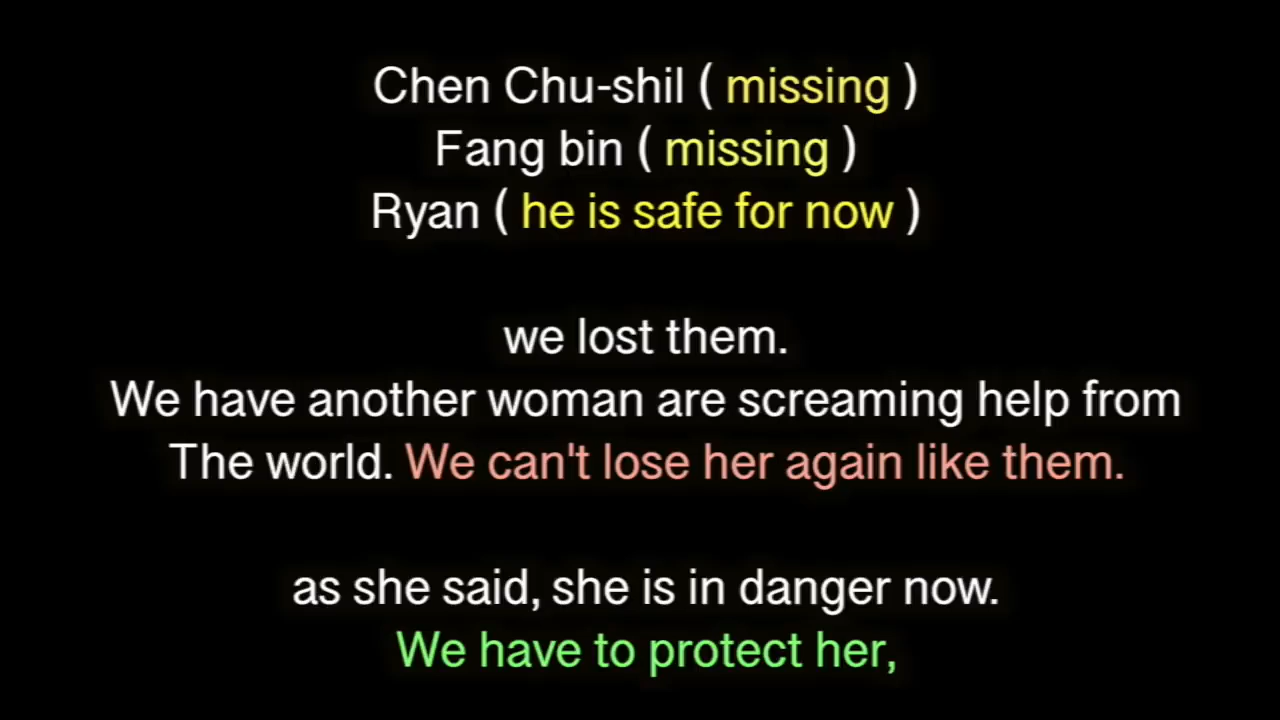 Chen Chu-shil ( missing )
Fang bin ( missing )
Ryan ( he is safe for now )
we lost them.
We have another woman are screaming help from
The world. We can't lose her again like them.
as she said, she is in danger now.
We have to protect her,